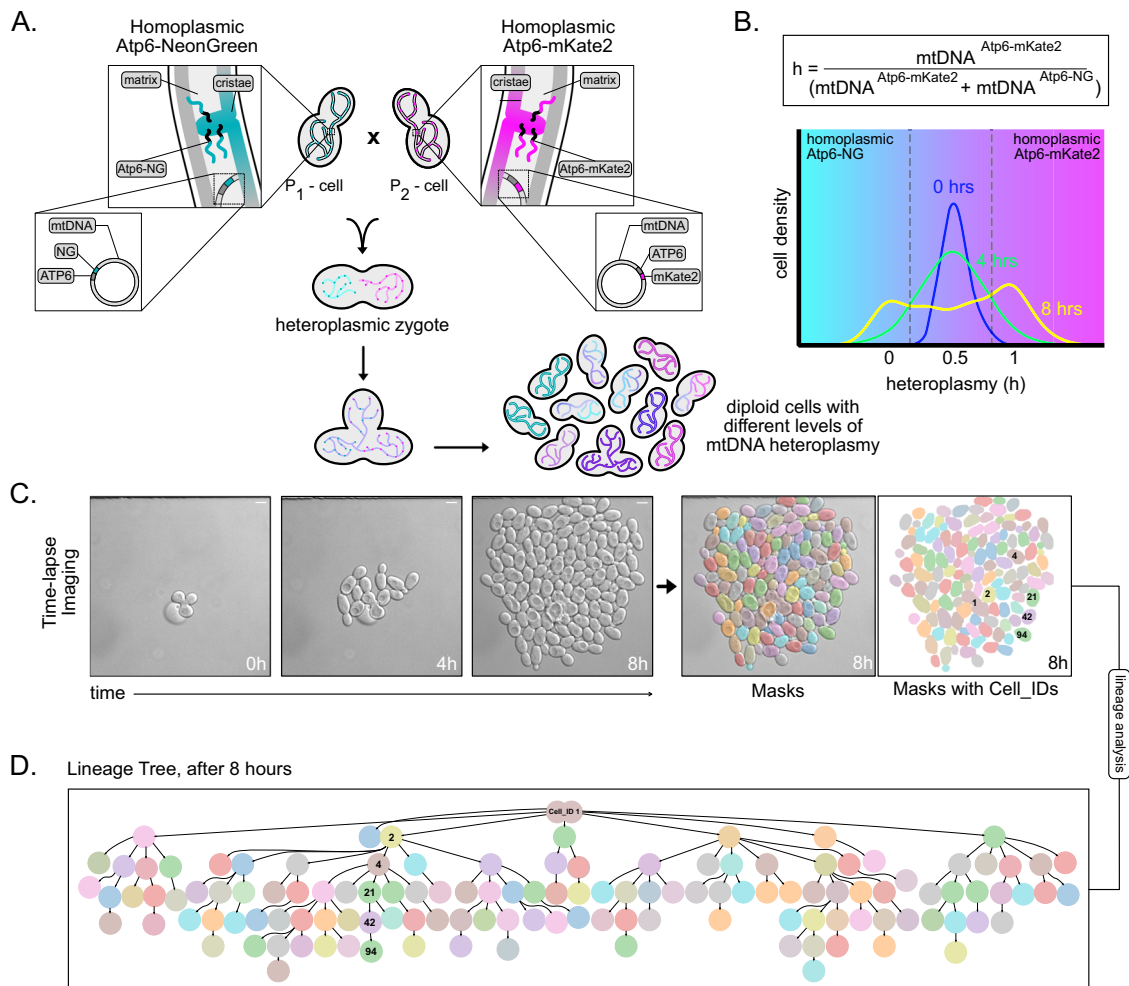 A.
Homoplasmic
Atp6-NeonGreen
matrix
cristae
Atp6-NG
mtDNA
NG
ATP6
P1 - cell
x
P2 - cell
Homoplasmic
Atp6-mKate2
cristae
matrix
Atp6-mKate2
mtDNA
ATP6
mKate2
heteroplasmic zygote
diploid cells with
different levels of
mtDNA heteroplasmy
B.
h = mtDNA Atp6-mKate2
(mtDNA Atp6-mKate2 + mtDNA Atp6-NG)
homoplasmic
Atp6-NG
homoplasmic
Atp6-mKate2
0 hrs
4 hrs
8 hrs
cell density
0 0.5 1
heteroplasmy (h)
C.
Time-lapse
Imaging
0h
4h
8h
8h
4
2
1
21
42
94
8h
time
Masks
Masks with Cell_IDs
lineage analysis
D.
Lineage Tree, after 8 hours
Cell_ID 1
2
4
21
42
94